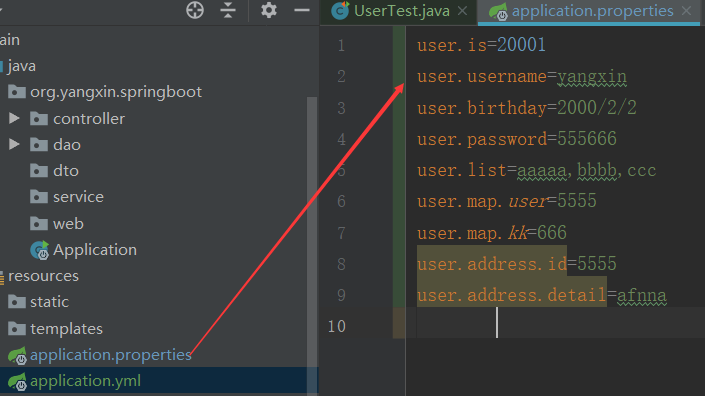 ain
java
org.yangxin.springboot
controller
dao
dto
service
web
Application
resources
static
templates
application.properties
application.yml
UserTest.java
application.properties
1 user.is=20001
2 user.username=yangxin
3 user.birthday=2000/2/2
4 user.password=555666
5 user.list=aaaaa,bbbb,ccc
6 user.map.user=5555
7 user.map.kk=666
8 user.address.id=5555
9 user.address.detail=afnna
10